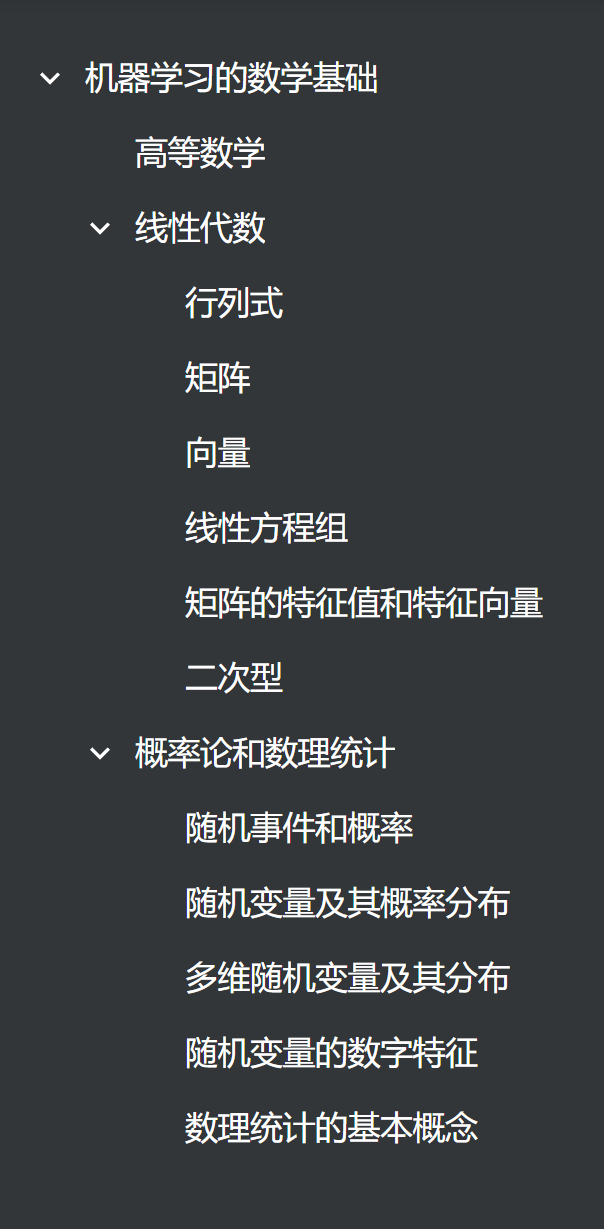 机器学习的数学基础
高等数学
线性代数
行列式
矩阵
向量
线性方程组
矩阵的特征值和特征向量
二次型
概率论和数理统计
随机事件和概率
随机变量及其概率分布
多维随机变量及其分布
随机变量的数字特征
数理统计的基本概念